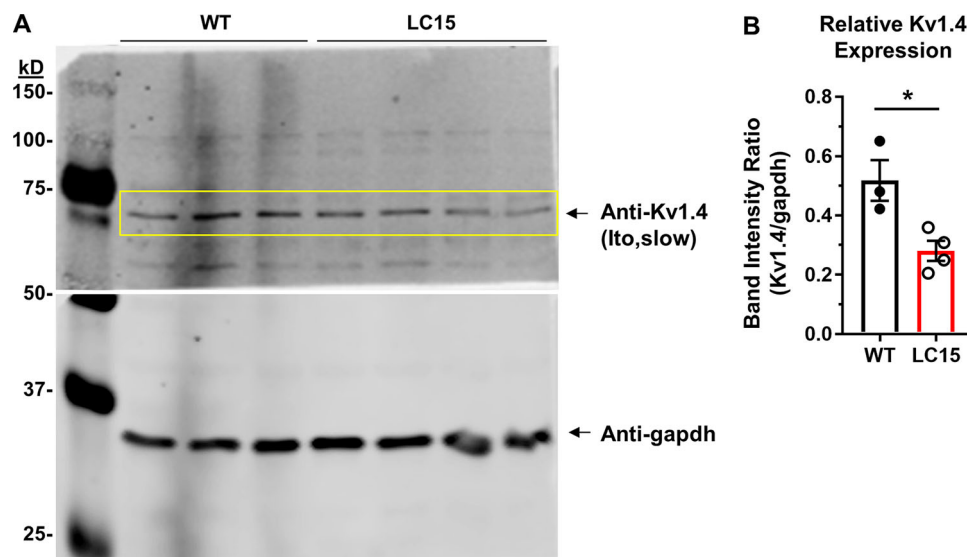 A
WT
LC15
kD
150-
100-
75-
50-
37-
25-
Anti-Kv1.4
(Ito,slow)
Anti-gapdh
B
Relative Kv1.4
Expression
*
Band Intensity Ratio
(Kv1.4/gapdh)
0.8
0.6
0.4
0.2
0.0
WT
LC15